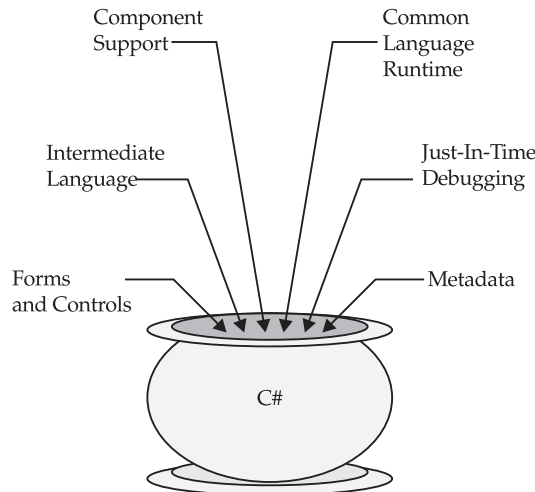 Component
Support
Common
Language
Runtime
Intermediate
Language
Just-In-Time
Debugging
Forms
and Controls
Metadata
C#